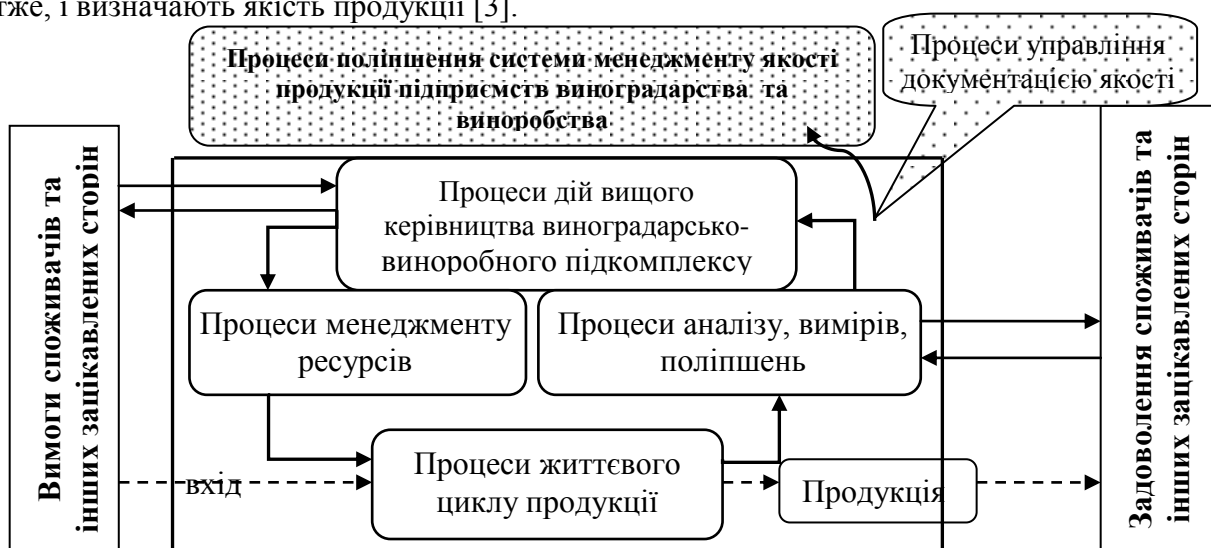 тже, і визначають якість продукції [3].
Процеси поліпшення системи менеджменту якості
продукції підприємств виноградарства та
виноробства
Процеси управління
документацією якості
Вимоги споживачів та
інших зацікавлених сторін
Процеси дій вищого
керівництва виноградарсько-
виноробного підкомплексу
Процеси менеджменту
ресурсів
Процеси аналізу, вимірів,
поліпшень
Процеси життєвого
циклу продукції
вхід
Продукція
Задоволення споживачів та
інших зацікавлених сторін